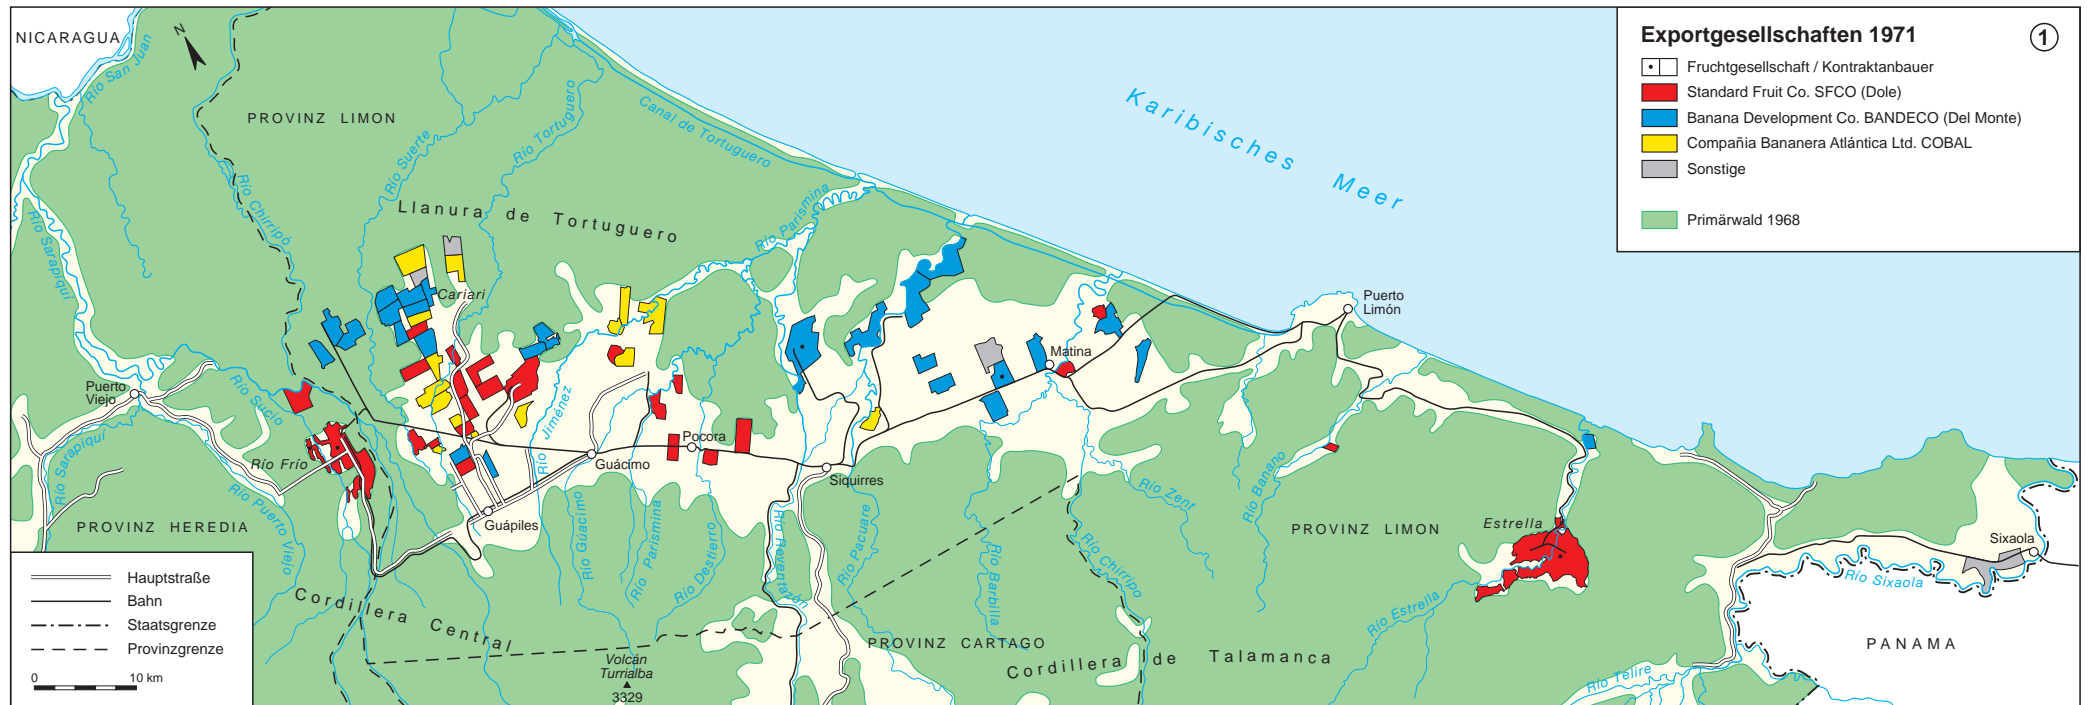 NICARAGUA
N
Río San Juan
PROVINZ LIMON
Río Suerte
Río Tortuguero
Canal de Tortuguero
Karibisches Meer
Exportgesellschaften 1971
1
Fruchtgesellschaft / Kontraktanbauer
Standard Fruit Co. SFCO (Dole)
Banana Development Co. BANDECO (Del Monte)
Compañia Bananera Atlántica Ltd. COBAL
Sonstige
Primärwald 1968
Río Sarapiquí
Río Chirripó
Llanura de Tortuguero
Río Parismina
Cariari
Puerto
Limón
Matina
Puerto
Viejo
Río Sucio
Río Jiménez
Río Sarapiquí
Río Frío
Pocora
Guácimo
Siquirres
Río Puerto Viejo
PROVINZ HEREDIA
Guápiles
Río Guácimo
Río Parismina
Río Destierro
Río Reventazón
Río Pacuare
Río Barbilla
Río Chirripo
Río Zent
Río Banano
PROVINZ LIMON
Estrella
Río Estrella
Sixaola
Río Sixaola
PANAMA
Hauptstraße
Bahn
Staatsgrenze
Provinzgrenze
0 10 km
Cordillera Central
Volcán
Turrialba
3329
PROVINZ CARTAGO
Cordillera de Talamanca
Río Telire